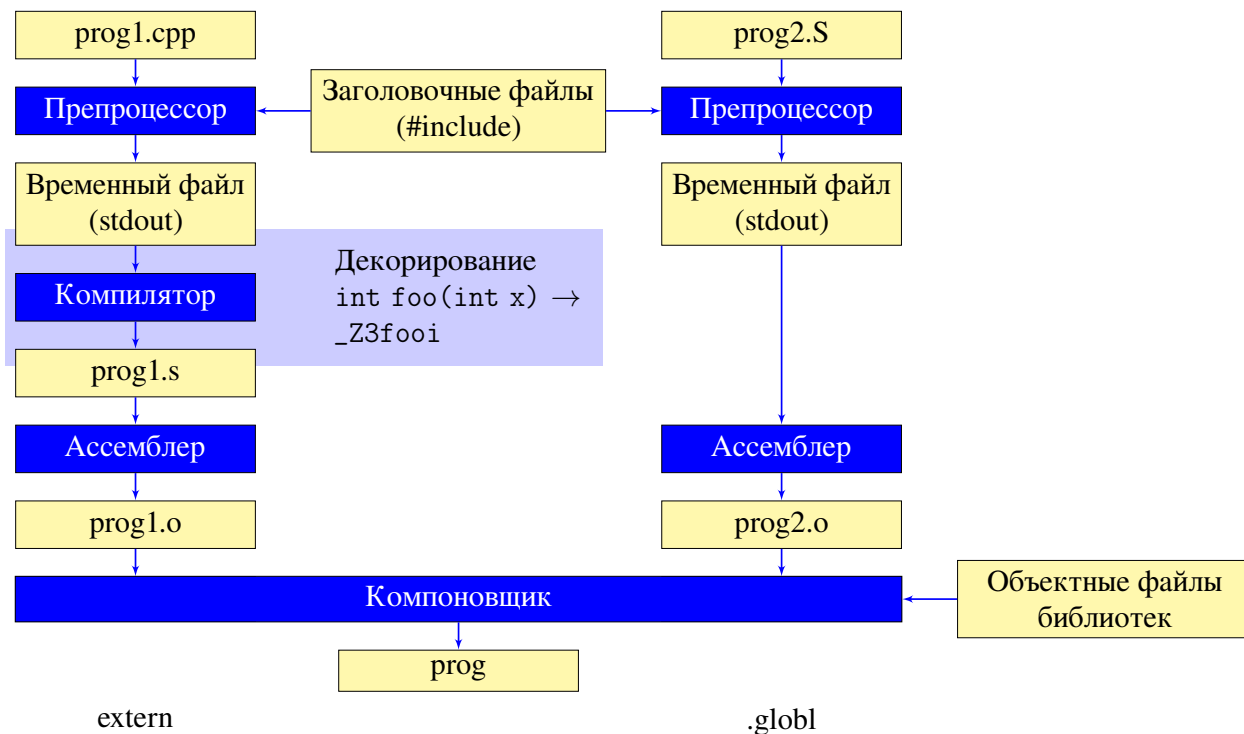 prog1.cpp
prog2.S
Препроцессор
Заголовочные файлы
(#include)
Препроцессор
Временный файл
(stdout)
Временный файл
(stdout)
Компилятор
Декорирование
int foo(int x) →
_Z3fooi
prog1.s
Ассемблер
Ассемблер
prog1.o
prog2.o
Компоновщик
Объектные файлы
библиотек
prog
extern
.globl